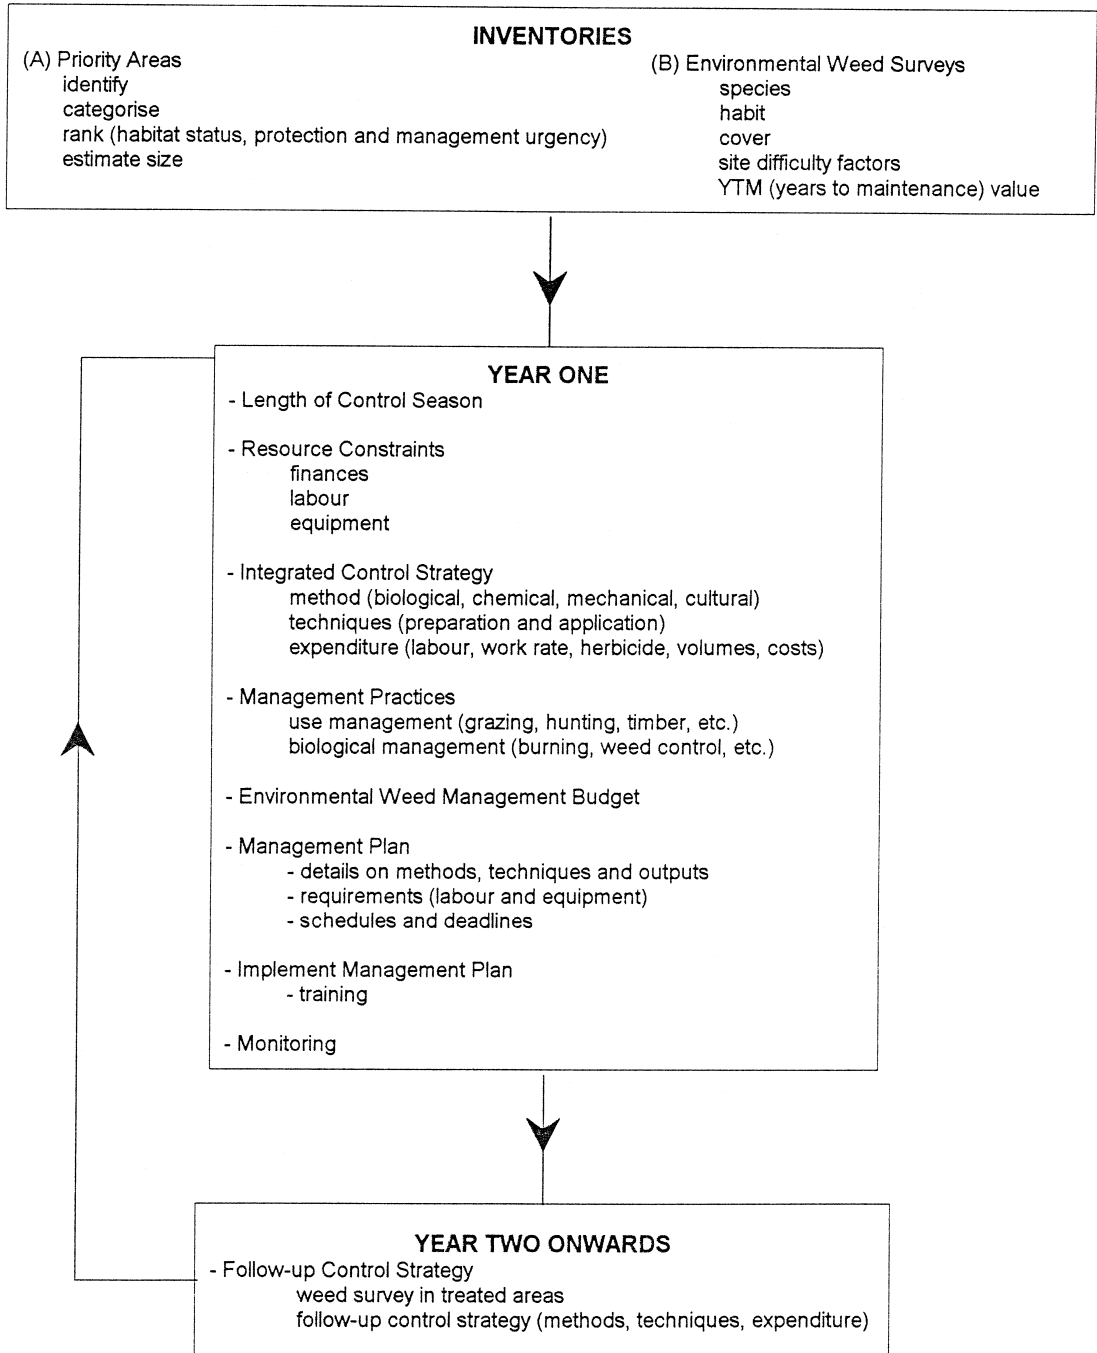 INVENTORIES
(A) Priority Areas
identify
categorise
rank (habitat status, protection and management urgency)
estimate size
(B) Environmental Weed Surveys
species
habit
cover
site difficulty factors
YTM (years to maintenance) value
YEAR ONE
- Length of Control Season
- Resource Constraints
finances
labour
equipment
- Integrated Control Strategy
method (biological, chemical, mechanical, cultural)
techniques (preparation and application)
expenditure (labour, work rate, herbicide, volumes, costs)
- Management Practices
use management (grazing, hunting, timber, etc.)
biological management (burning, weed control, etc.)
- Environmental Weed Management Budget
- Management Plan
- details on methods, techniques and outputs
- requirements (labour and equipment)
- schedules and deadlines
- Implement Management Plan
- training
- Monitoring
YEAR TWO ONWARDS
- Follow-up Control Strategy
weed survey in treated areas
follow-up control strategy (methods, techniques, expenditure)